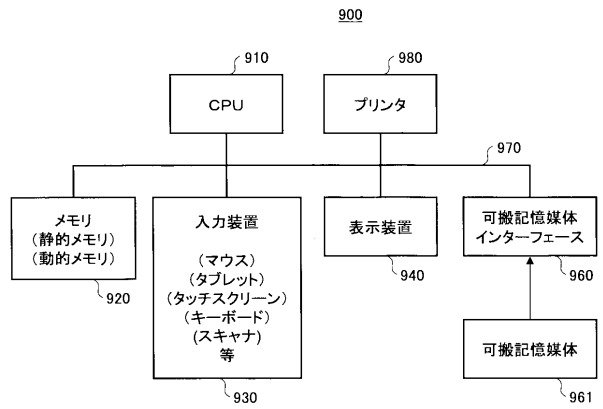 900
910
980
CPU
プリンタ
970
メモリ
(静的メモリ)
(動的メモリ)
920
入力装置
(マウス)
(タブレット)
(タッチスクリーン)
(キーボード)
(スキャナ)
等
930
表示装置
940
可搬記憶媒体
インターフェース
960
可搬記憶媒体
961